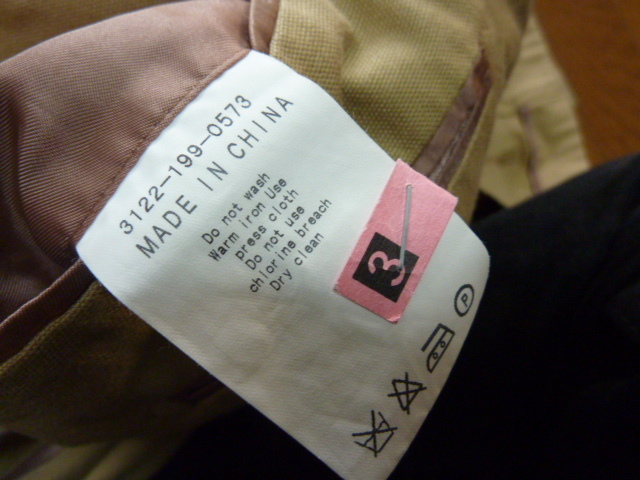 3122-199-0573
MADE IN CHINA
Do not wash
Warm iron Use
press cloth
Do not use
chlorine breach
Dry clean
3
P